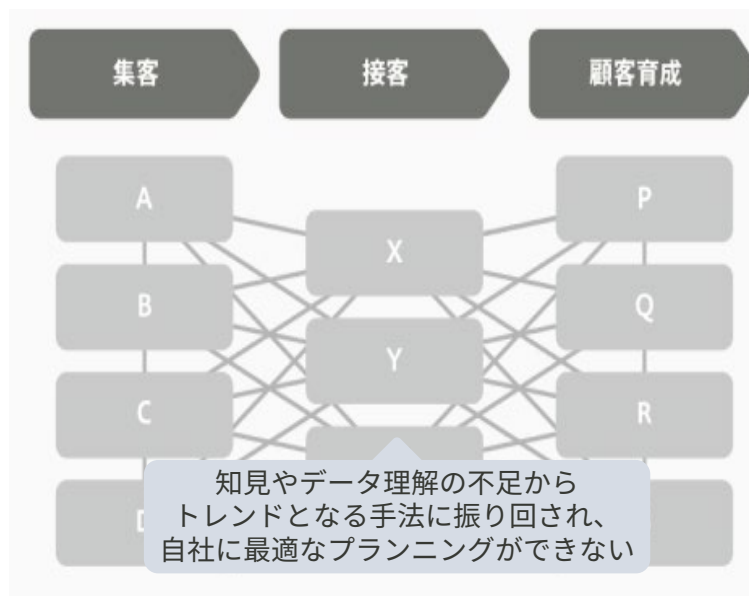 集客
接客
顧客育成
A
X
P
B
Y
Q
C
R
知見やデータ理解の不足から
トレンドとなる手法に振り回され、
自社に最適なプランニングができない